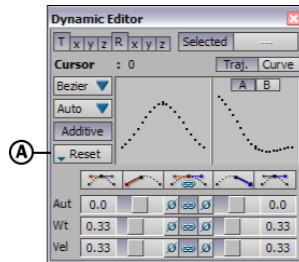 Dynamic Editor
T x y z R x y z Selected ---
Cursor : 0 Traj. Curve
Bezier A B
Auto
Additive
A Reset
Aut 0.0 Ø Ø 0.0
Wt 0.33 Ø Ø 0.33
Vel 0.33 Ø Ø 0.33